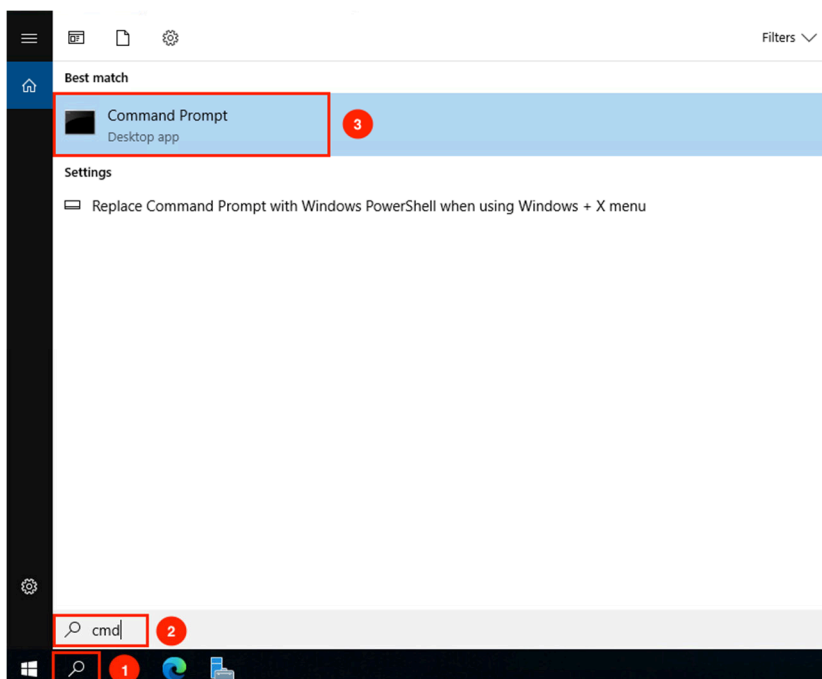 Filters
Best match
Command Prompt
Desktop app
3
Settings
Replace Command Prompt with Windows PowerShell when using Windows + X menu
cmd
2
1